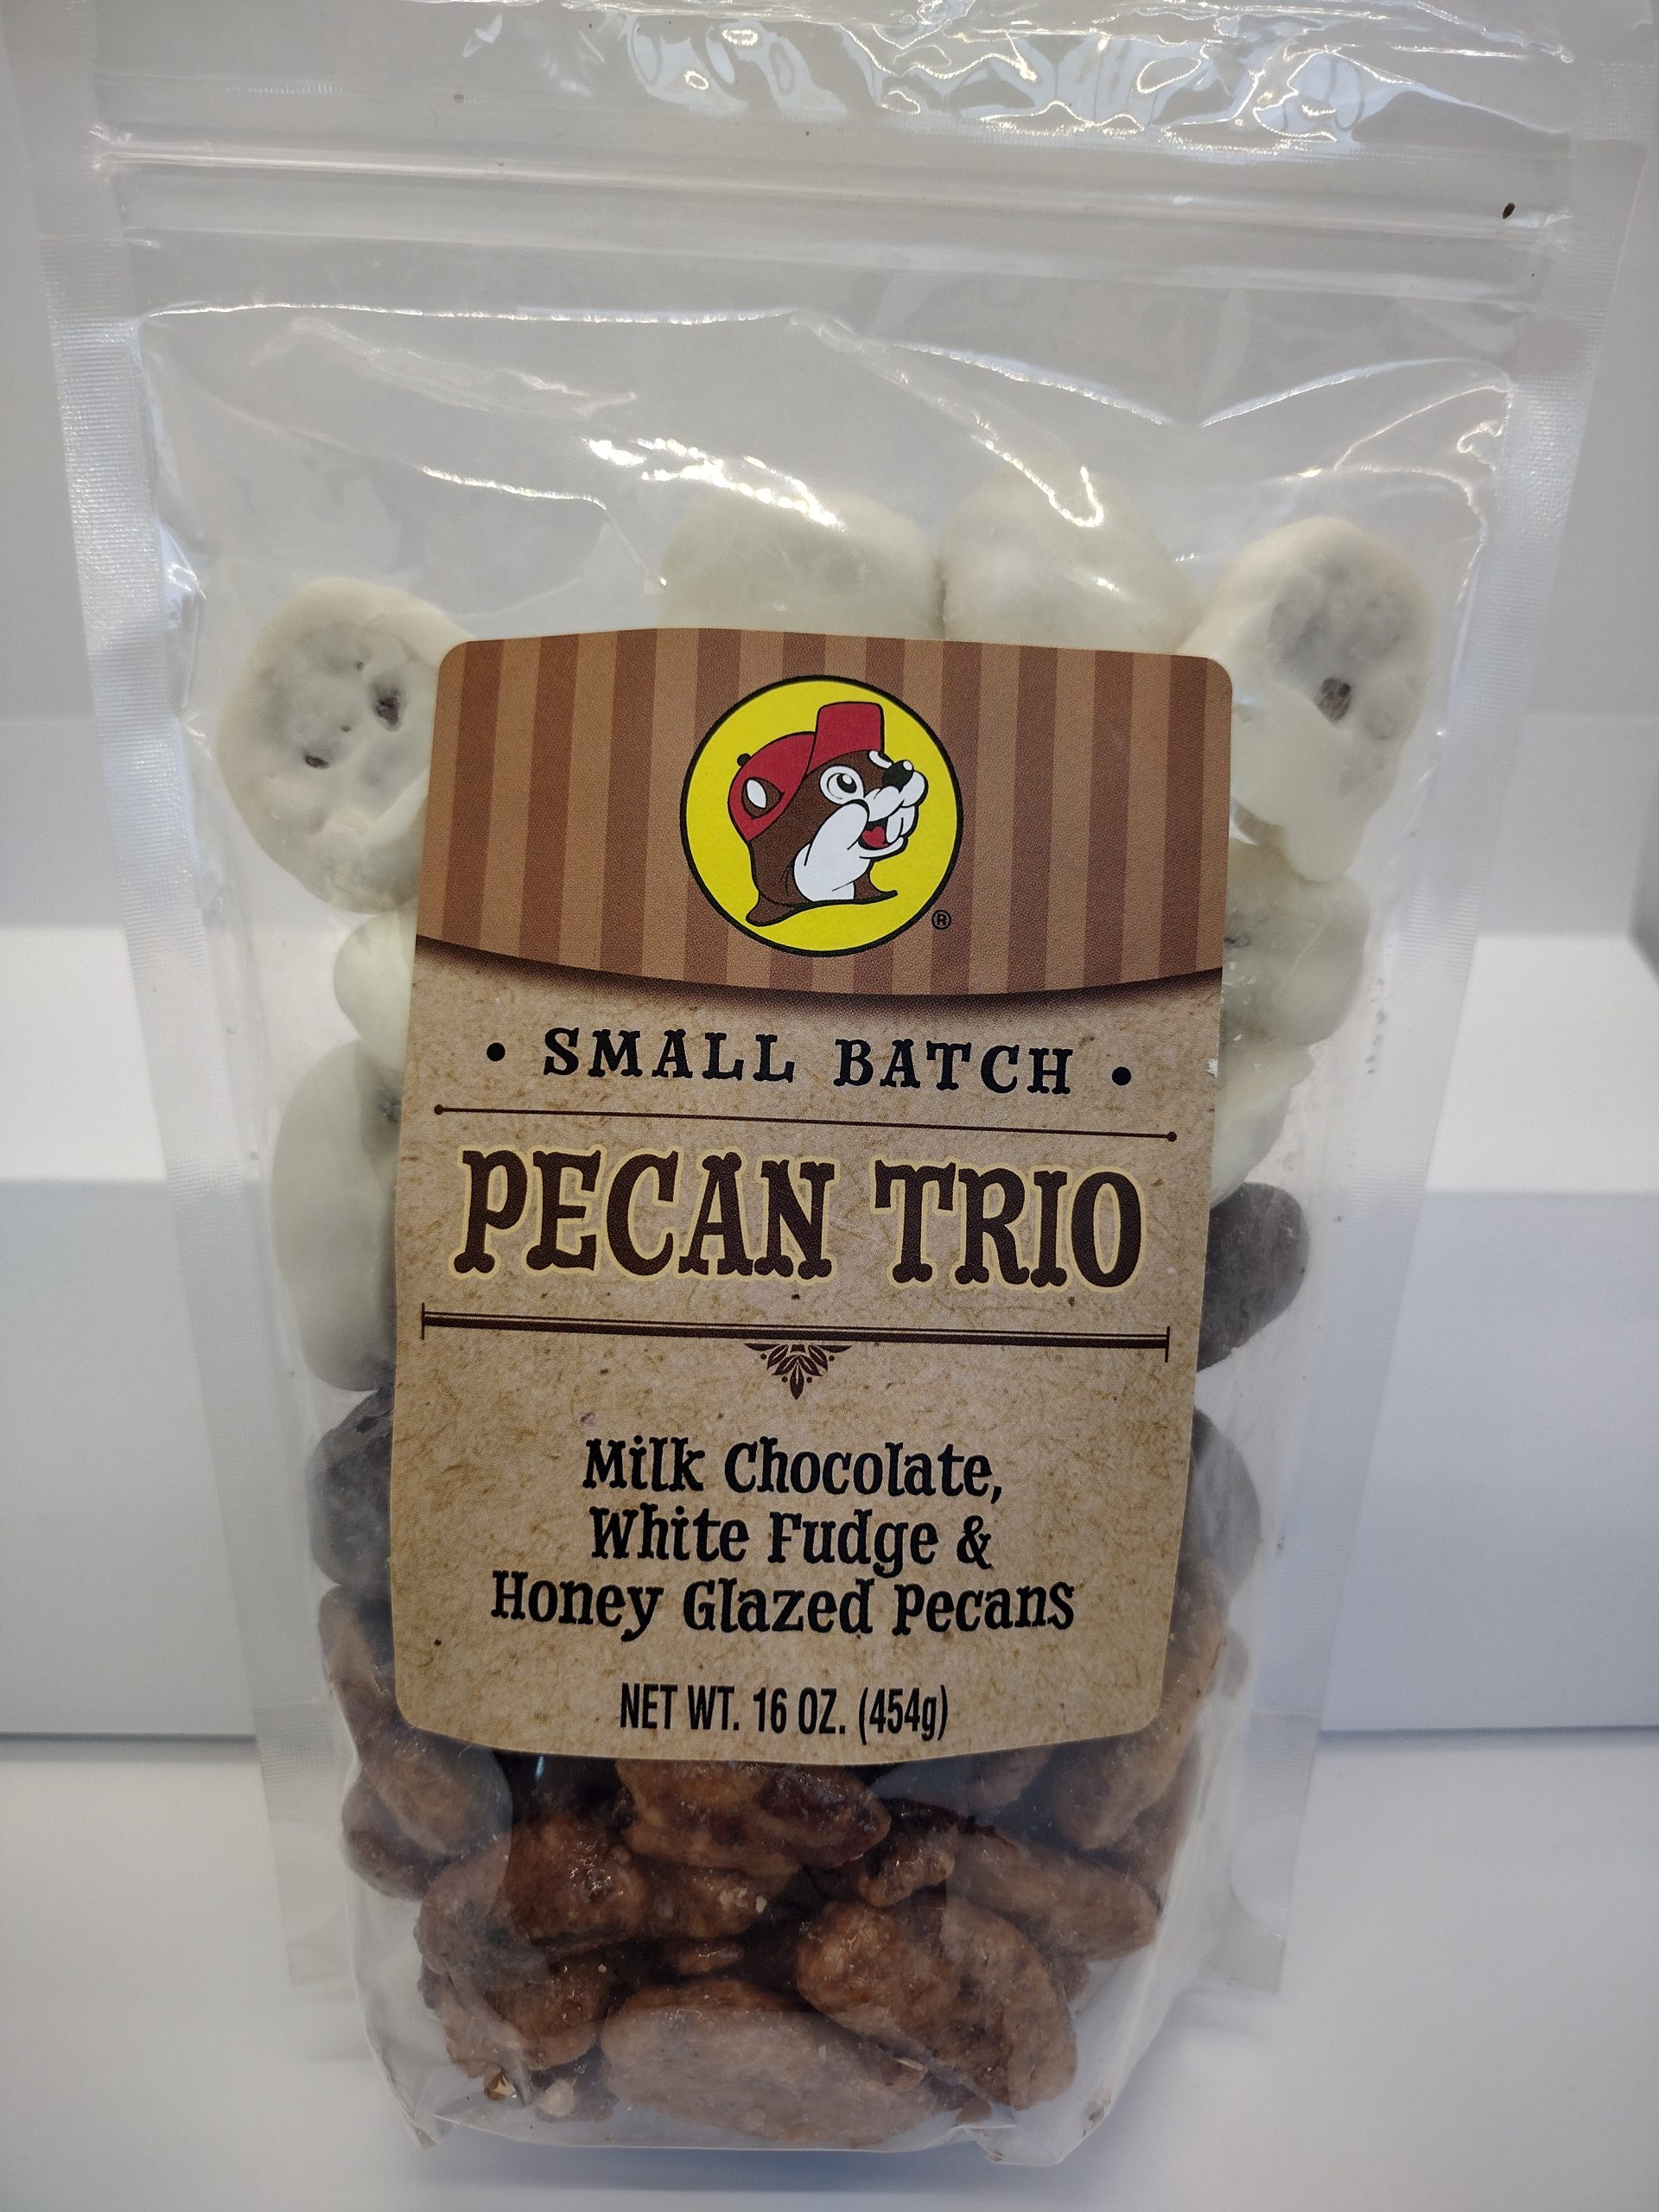 ®
• SMALL BATCH •
PECAN TRIO
Milk Chocolate,
White Fudge &
Honey Glazed Pecans
NET WT. 16 OZ. (454g)